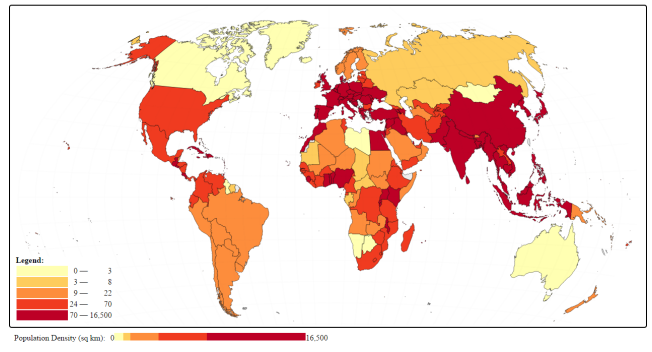 Legend:
0 — 3
3 — 8
9 — 22
24 — 70
70 — 16,500
Population Density (sq km): 0 16,500